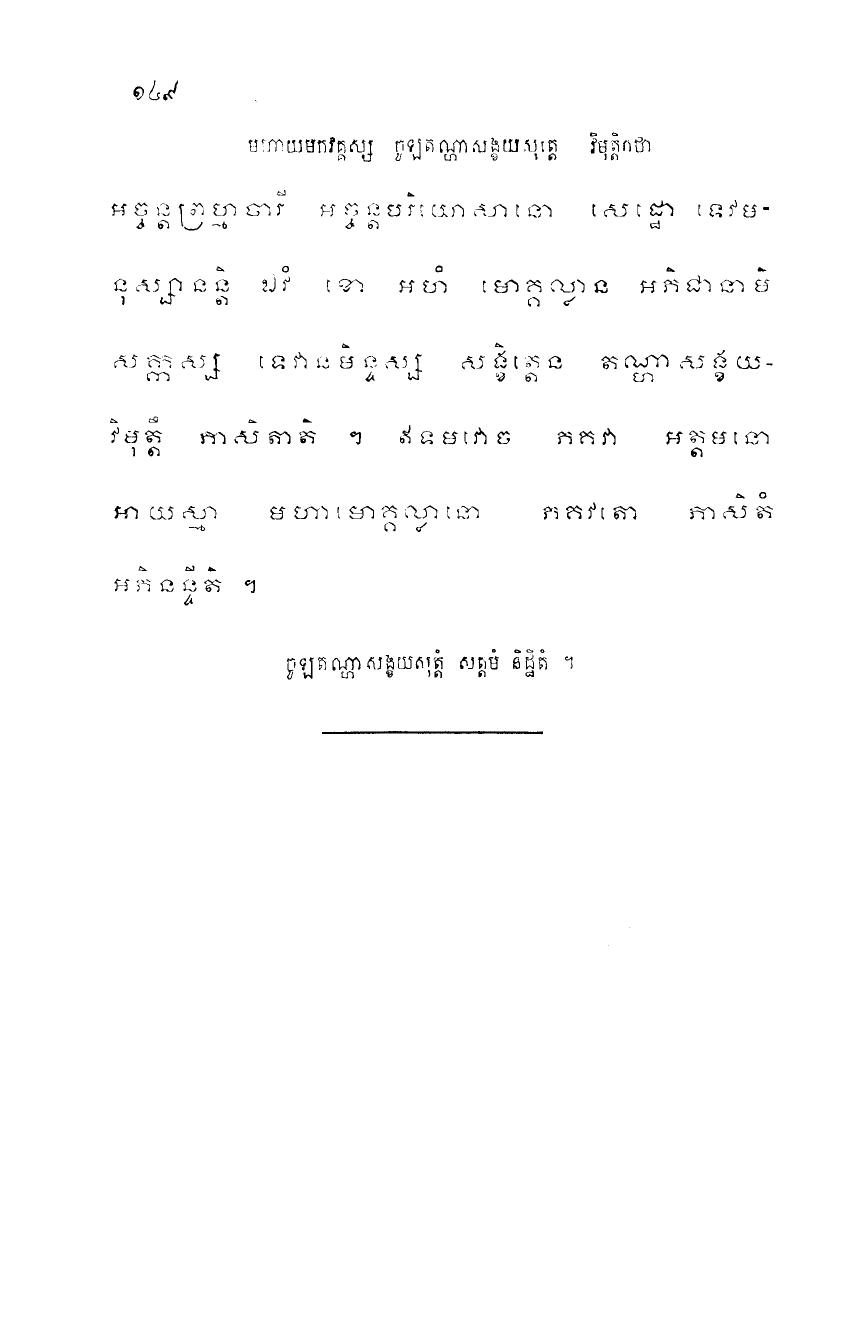 ១៤៩
មហាយមកវគ្គស្ស ចូឡតណ្ហាសង្ខយសុត្តេ វិមុត្តិកថា
អច្ចន្តព្រហ្មចារី អច្ចន្តបរិយោសានោ សេដ្ឋោ ទេវម-
នុស្សានន្តិ ឯវំ ខោ អហំ មោគ្គល្លាន អភិជានាមិ
សក្កស្ស ទេវានមិន្ទស្ស សង្ខិត្តេន តណ្ហាសង្ខយ-
វិមុត្តឹ ភាសិតាតិ ។ ឥទមវោច ភគវា អត្តមនោ
អាយស្មា មហាមោគ្គល្លានោ ភគវតោ ភាសិតំ
អភិនន្ទីតិ ។
ចូឡតណ្ហាសង្ខយសុត្តំ សត្តមំ និដ្ឋិតំ ។